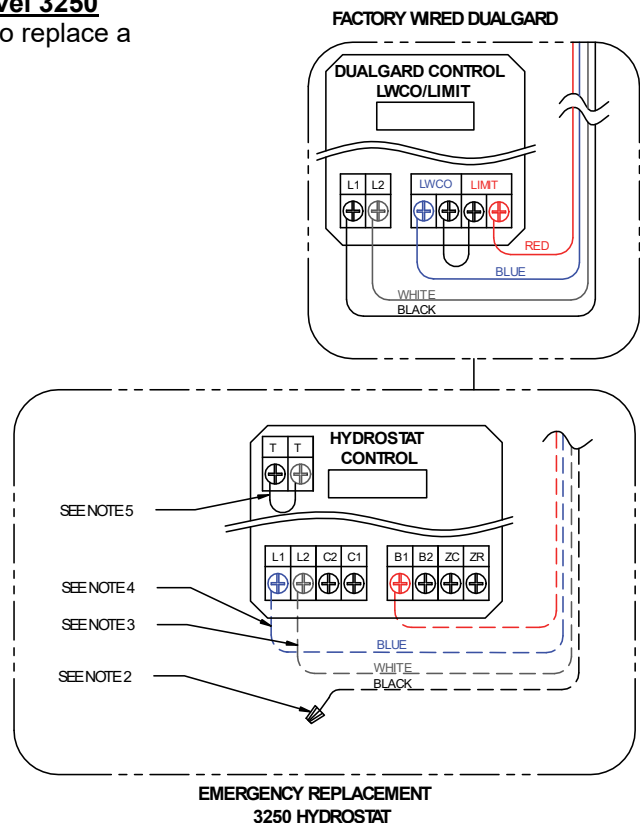 vel 3250
o replace a
FACTORY WIRED DUALGARD
DUALGARD CONTROL
LWCO/LIMIT
L1 L2 LWCO LIMIT
RED
BLUE
WHITE
BLACK
HYDROSTAT
CONTROL
T T
SEE NOTE 5
L1 L2 C2 C1 B1 B2 ZC ZR
SEE NOTE 4
SEE NOTE 3
BLUE
WHITE
SEE NOTE 2
BLACK
EMERGENCY REPLACEMENT
3250 HYDROSTAT